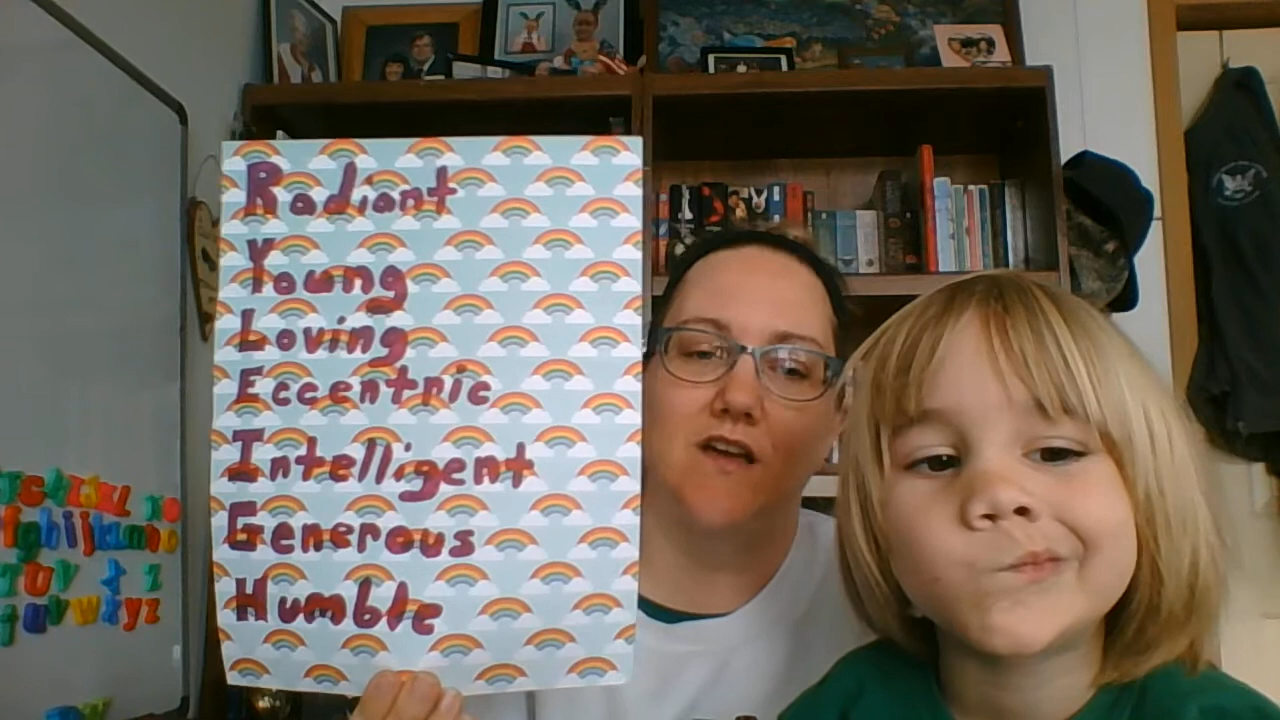 Radiant
Young
Loving
Eccentric
Intelligent
Generous
Humble